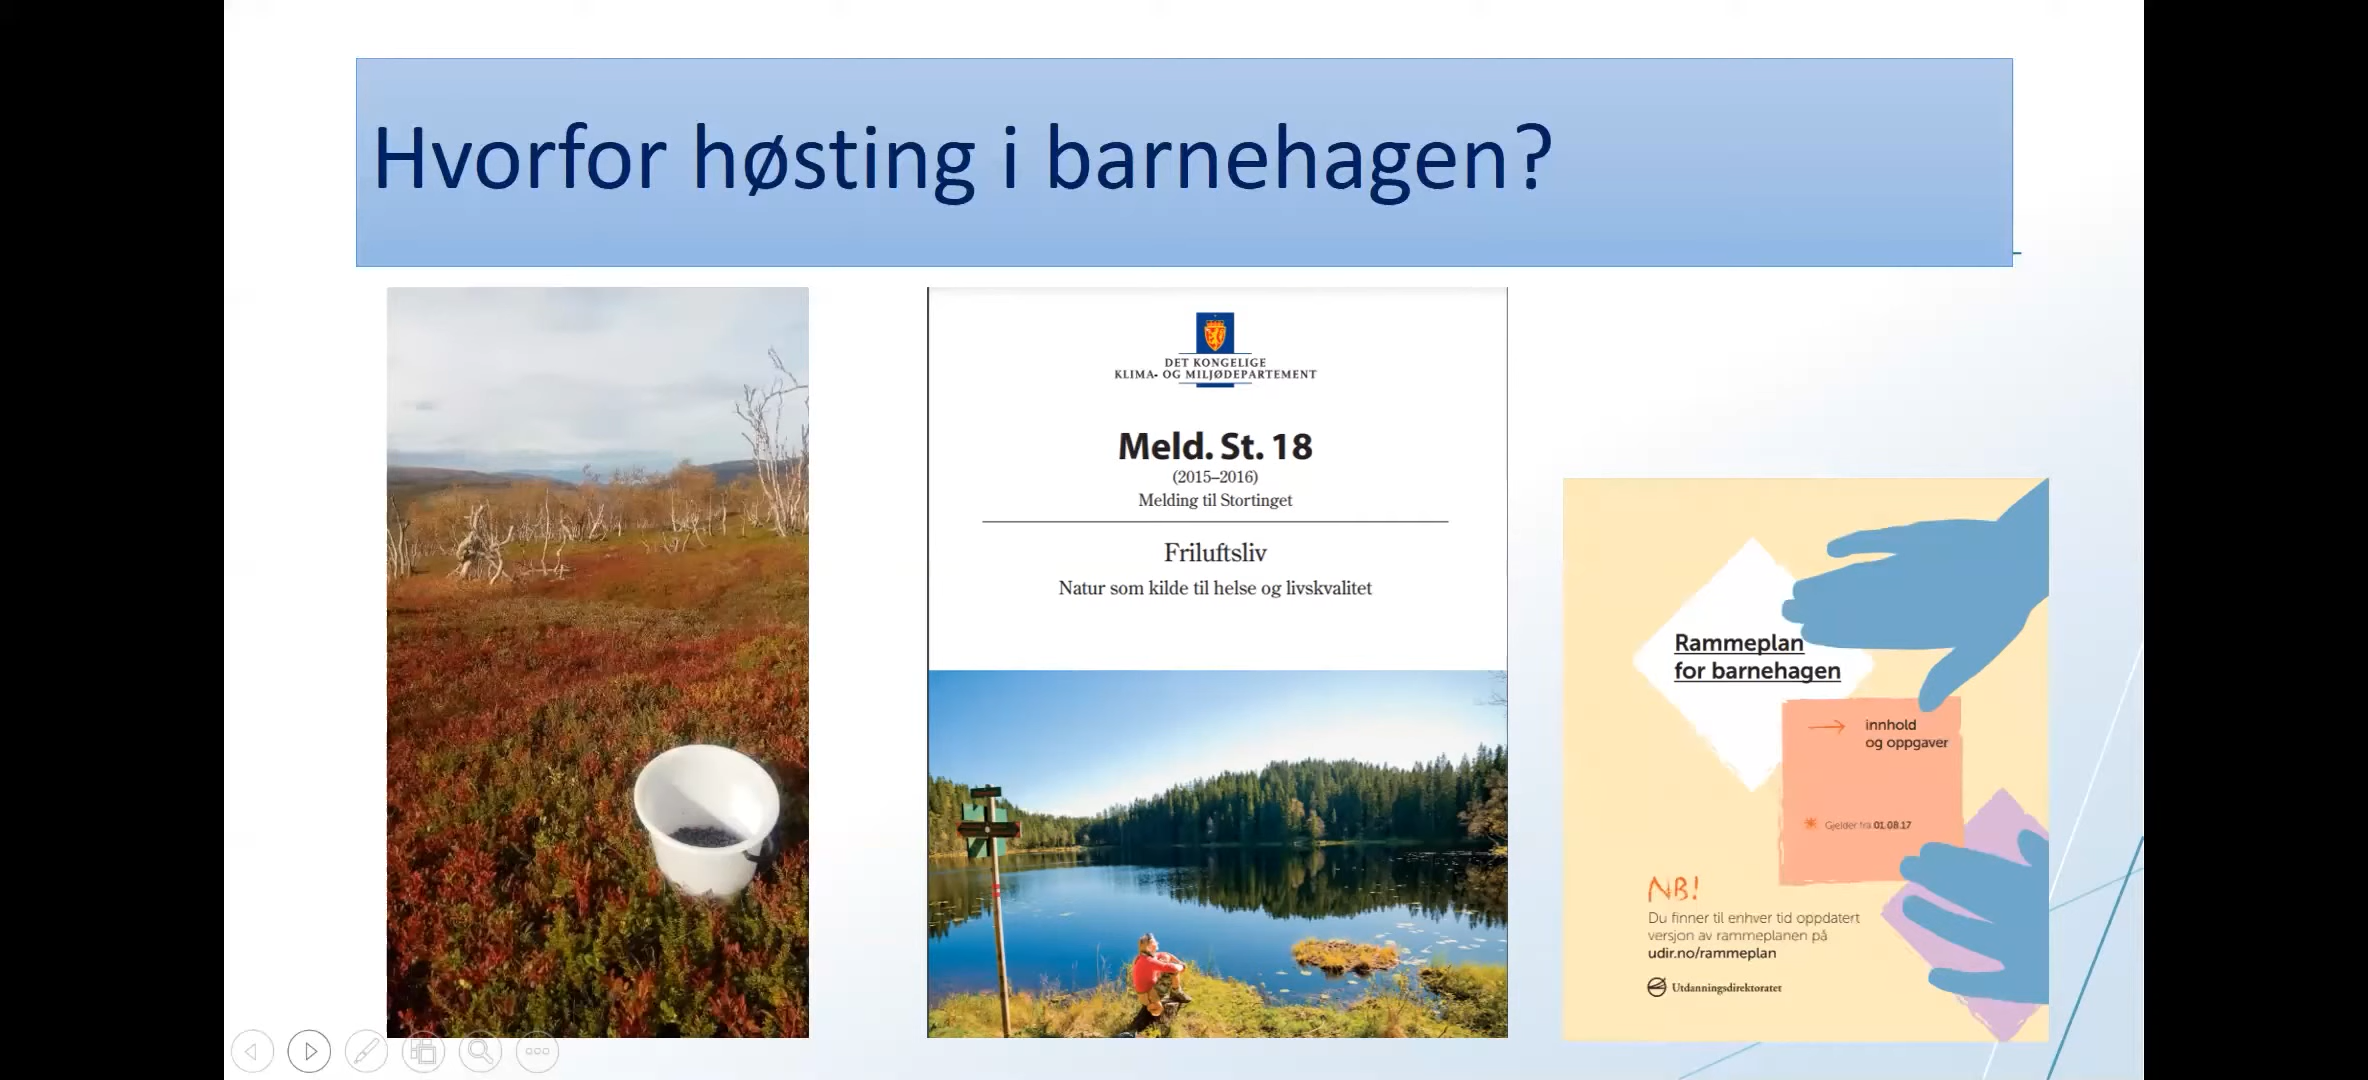 Hvorfor høsting i barnehagen?
DET KONGELIGE
KLIMA- OG MILJØDEPARTEMENT
Meld. St. 18
(2015–2016)
Melding til Stortinget
Friluftsliv
Natur som kilde til helse og livskvalitet
Rammeplan
for barnehagen
innhold
og oppgaver
Gjelder fra 01.08.17
NB!
Du finner til enhver tid oppdatert
versjon av rammeplanen på
udir.no/rammeplan
Utdanningsdirektoratet